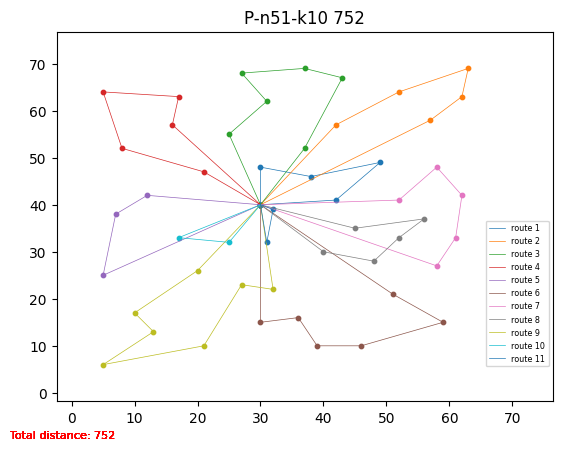 P-n51-k10 752
70
60
50
40
30
20
10
0
0 10 20 30 40 50 60 70
route 1
route 2
route 3
route 4
route 5
route 6
route 7
route 8
route 9
route 10
route 11
Total distance: 752